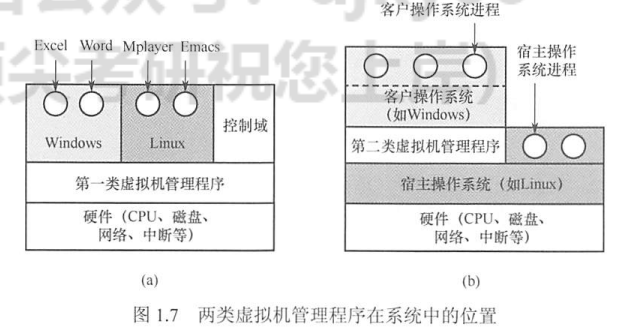 客户操作系统进程
Excel Word Mplayer Emacs
宿主操作
系统进程
客户操作系统
(如Windows)
Windows
Linux
控制域
第二类虚拟机管理程序
第一类虚拟机管理程序
宿主操作系统 (如Linux)
硬件 (CPU、磁盘、
网络、中断等)
硬件 (CPU、磁盘、
网络、中断等)
(a)
(b)
图 1.7 两类虚拟机管理程序在系统中的位置